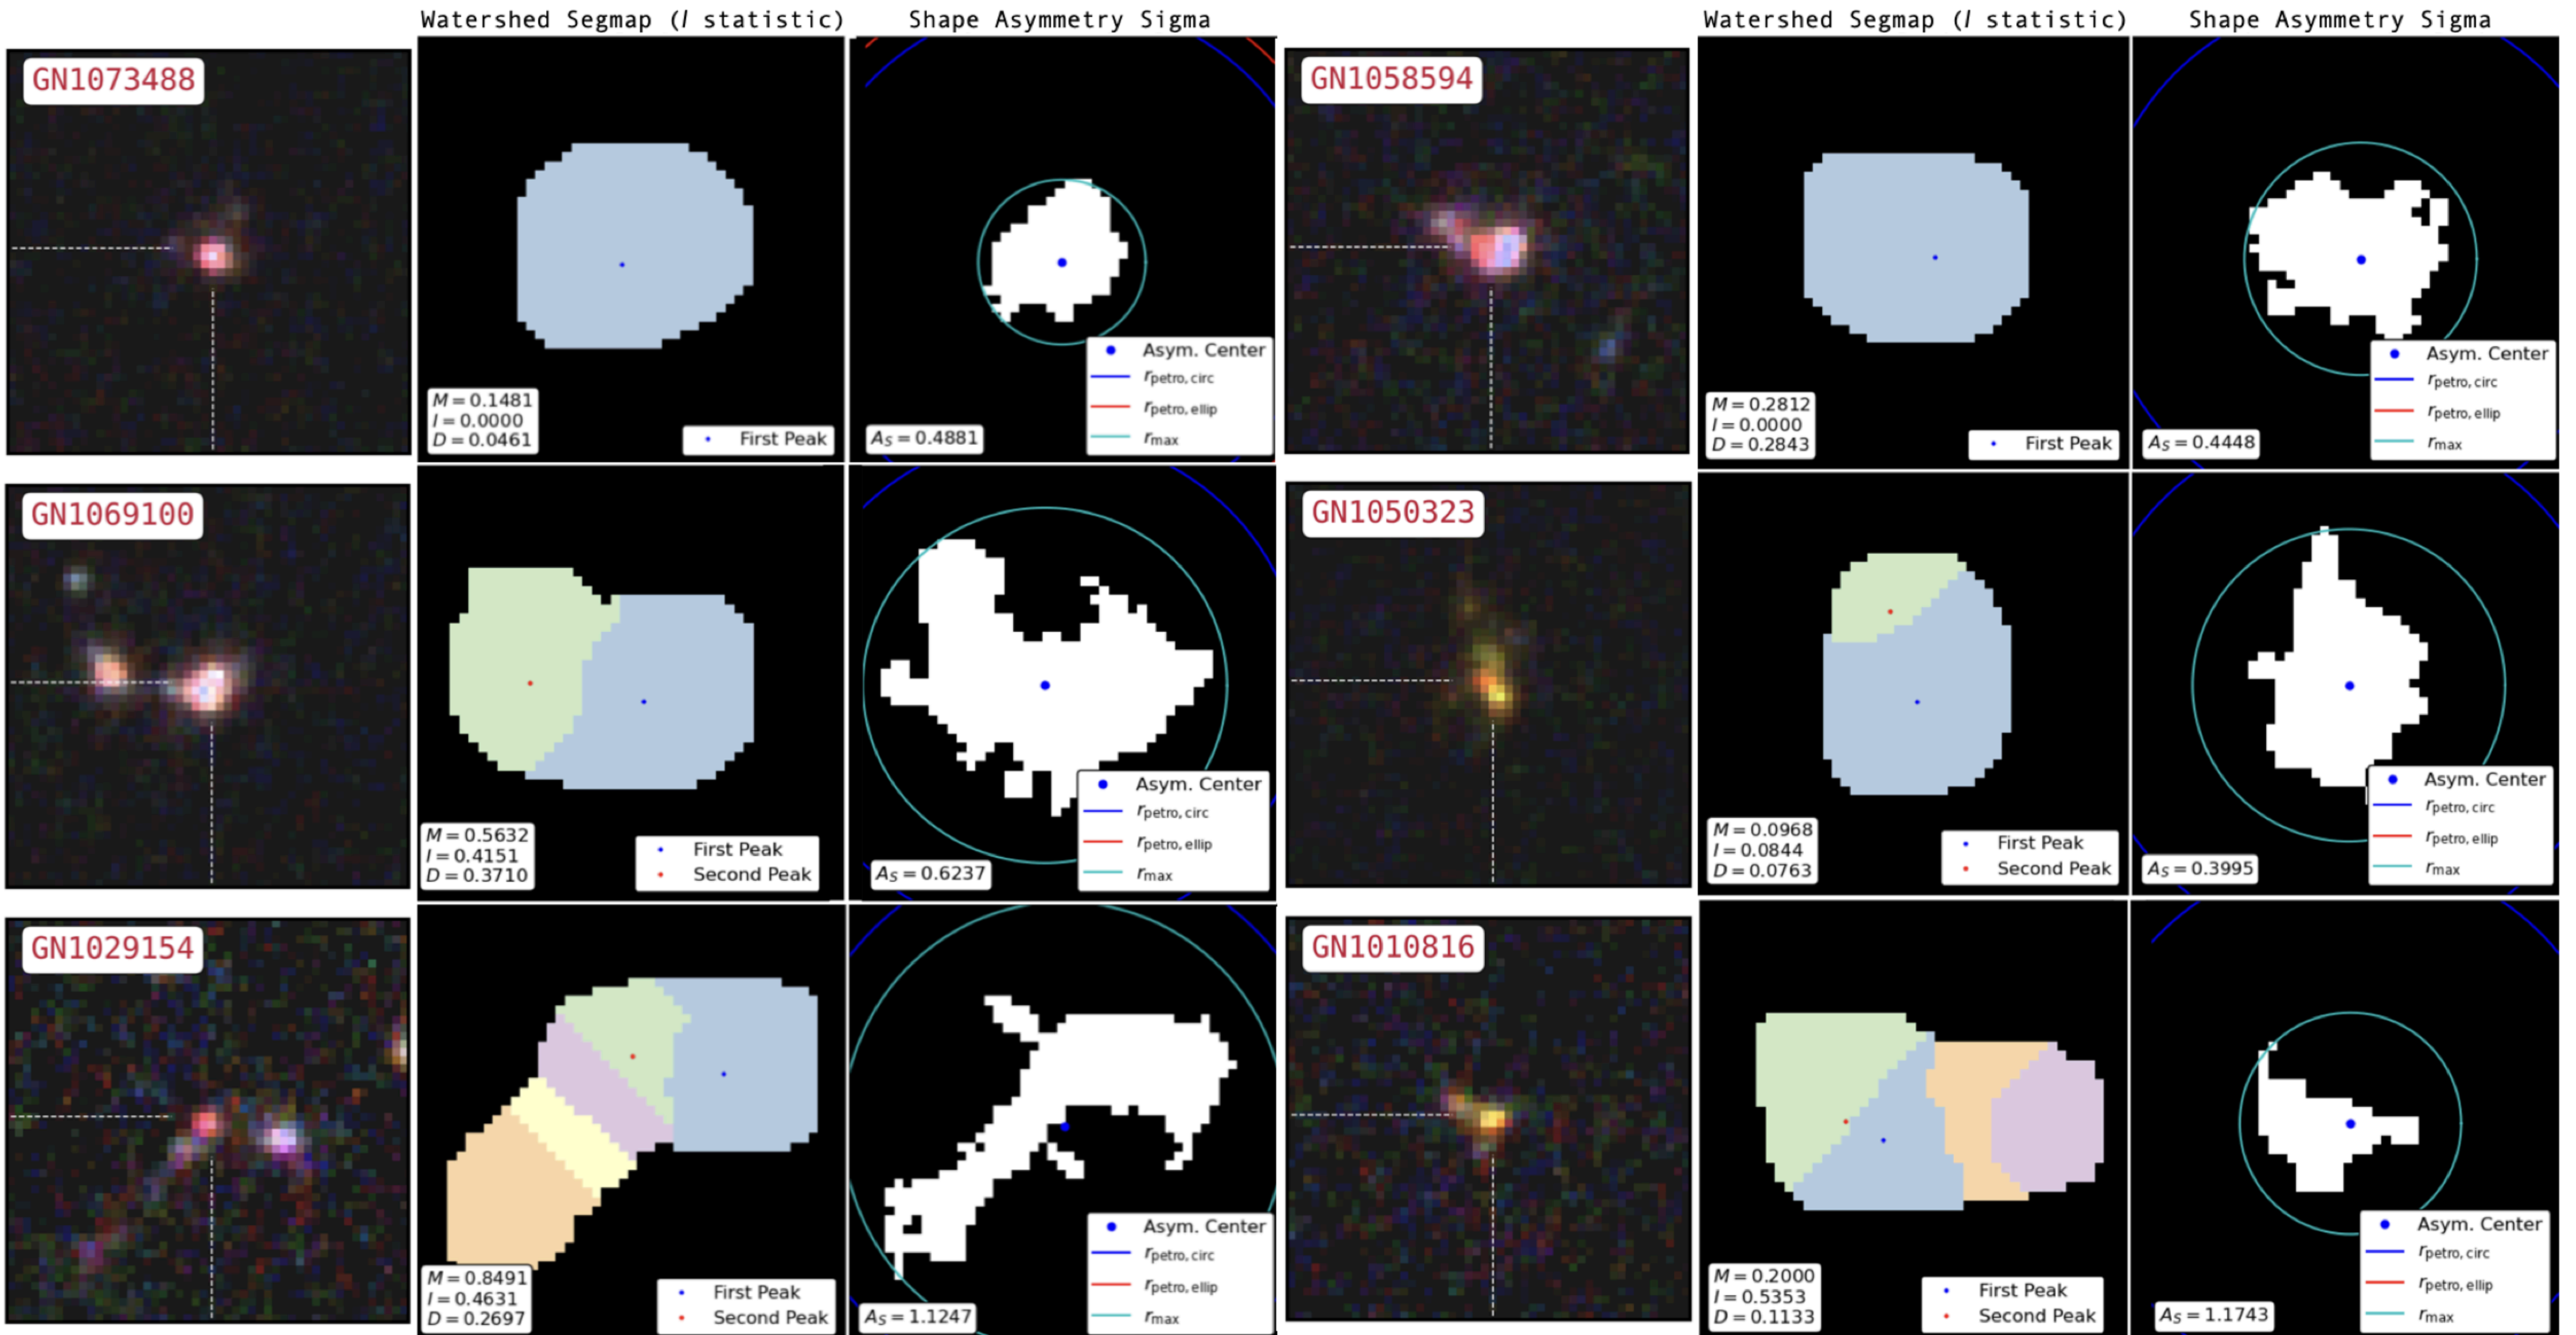 Watershed Segmap (I statistic)
Shape Asymmetry Sigma
Watershed Segmap (I statistic)
Shape Asymmetry Sigma
GN1073488
M = 0.1481
I = 0.0000
D = 0.0461
First Peak
A_S = 0.4881
Asym. Center
r_petro, circ
r_petro, ellip
r_max
GN1058594
M = 0.2812
I = 0.0000
D = 0.2843
First Peak
A_S = 0.4448
Asym. Center
r_petro, circ
r_petro, ellip
r_max
GN1069100
M = 0.5632
I = 0.4151
D = 0.3710
First Peak
Second Peak
A_S = 0.6237
Asym. Center
r_petro, circ
r_petro, ellip
r_max
GN1050323
M = 0.0968
I = 0.0844
D = 0.0763
First Peak
Second Peak
A_S = 0.3995
Asym. Center
r_petro, circ
r_petro, ellip
r_max
GN1029154
M = 0.8491
I = 0.4631
D = 0.2697
First Peak
Second Peak
A_S = 1.1247
Asym. Center
r_petro, circ
r_petro, ellip
r_max
GN1010816
M = 0.2000
I = 0.5353
D = 0.1133
First Peak
Second Peak
A_S = 1.1743
Asym. Center
r_petro, circ
r_petro, ellip
r_max